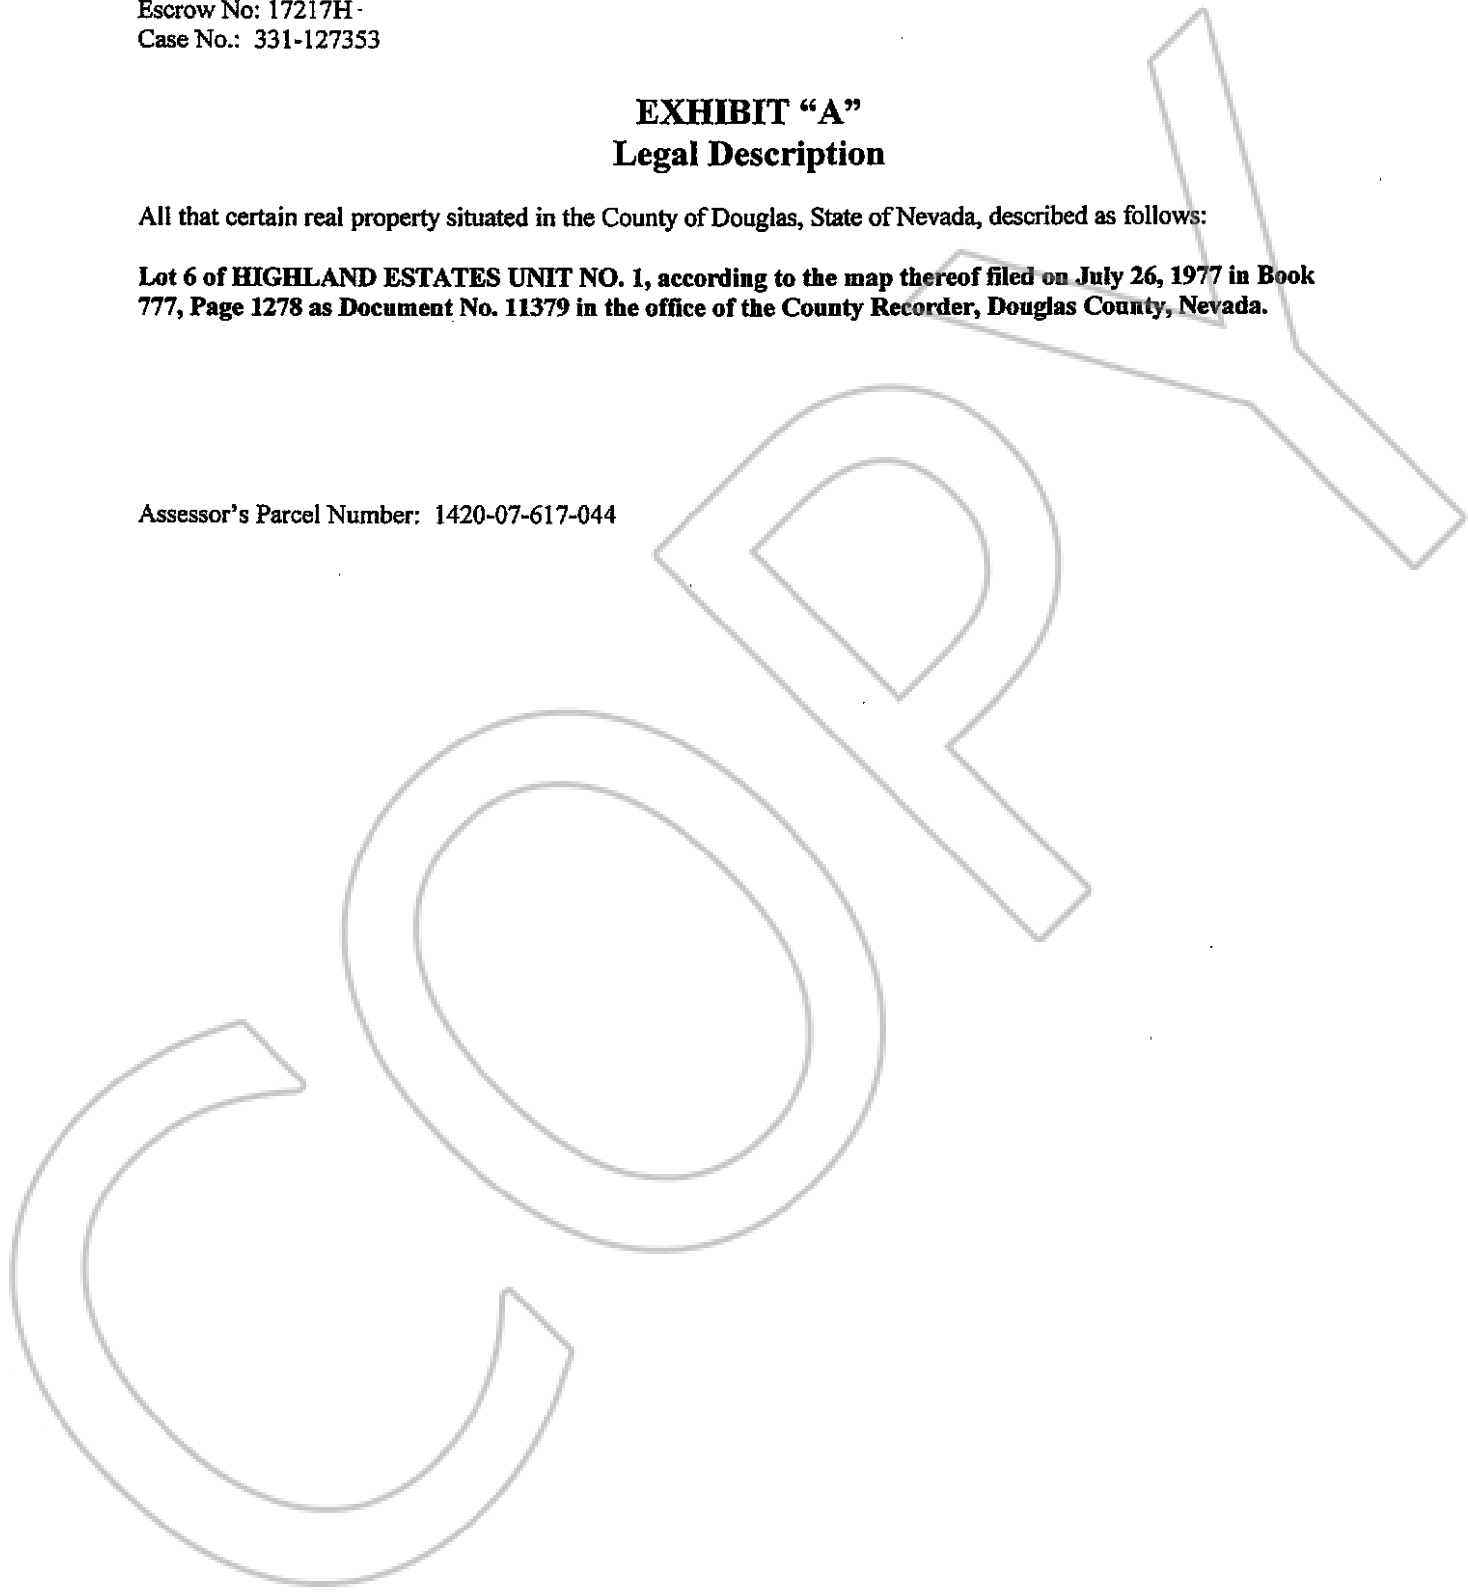 Escrow No: 17217H -
Case No.: 331-127353
EXHIBIT “A”
Legal Description
All that certain real property situated in the County of Douglas, State of Nevada, described as follows:
Lot 6 of HIGHLAND ESTATES UNIT NO. 1, according to the map thereof filed on July 26, 1977 in Book
777, Page 1278 as Document No. 11379 in the office of the County Recorder, Douglas County, Nevada.
Assessor’s Parcel Number: 1420-07-617-044
COPY